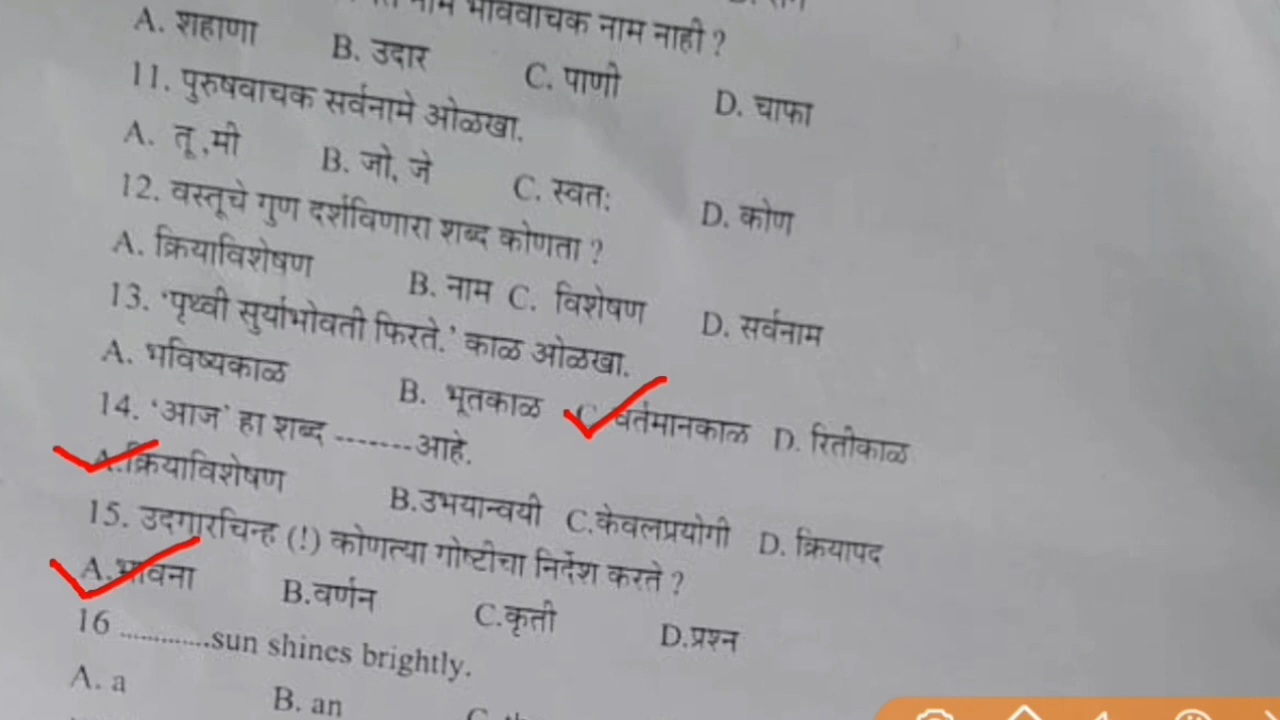 नाम भाववाचक नाम नाही ?
A. शहाणा B. उदार C. पाणी D. चाफा
11. पुरुषवाचक सर्वनामे ओळखा.
A. तू ,मी B. जो, जे C. स्वतः D. कोण
12. वस्तूचे गुण दर्शविणारा शब्द कोणता ?
A. क्रियाविशेषण B. नाम C. विशेषण D. सर्वनाम
13. 'पृथ्वी सुर्याभोवती फिरते.' काळ ओळखा.
A. भविष्यकाळ B. भूतकाळ C वर्तमानकाळ D. रितीकाळ
14. 'आज' हा शब्द -------आहे.
A.क्रियाविशेषण B.उभयान्वयी C.केवलप्रयोगी D. क्रियापद
15. उदगारचिन्ह (!) कोणत्या गोष्टीचा निर्देश करते ?
A.भावना B.वर्णन C.कृती D.प्रश्न
16 ............sun shines brightly.
A. a B. an